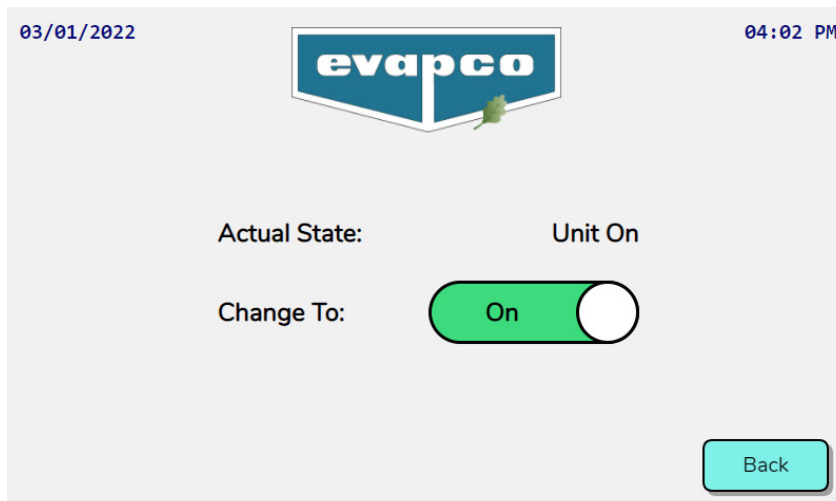 03/01/2022
04:02 PM
evapco
Actual State: Unit On
Change To: On
Back